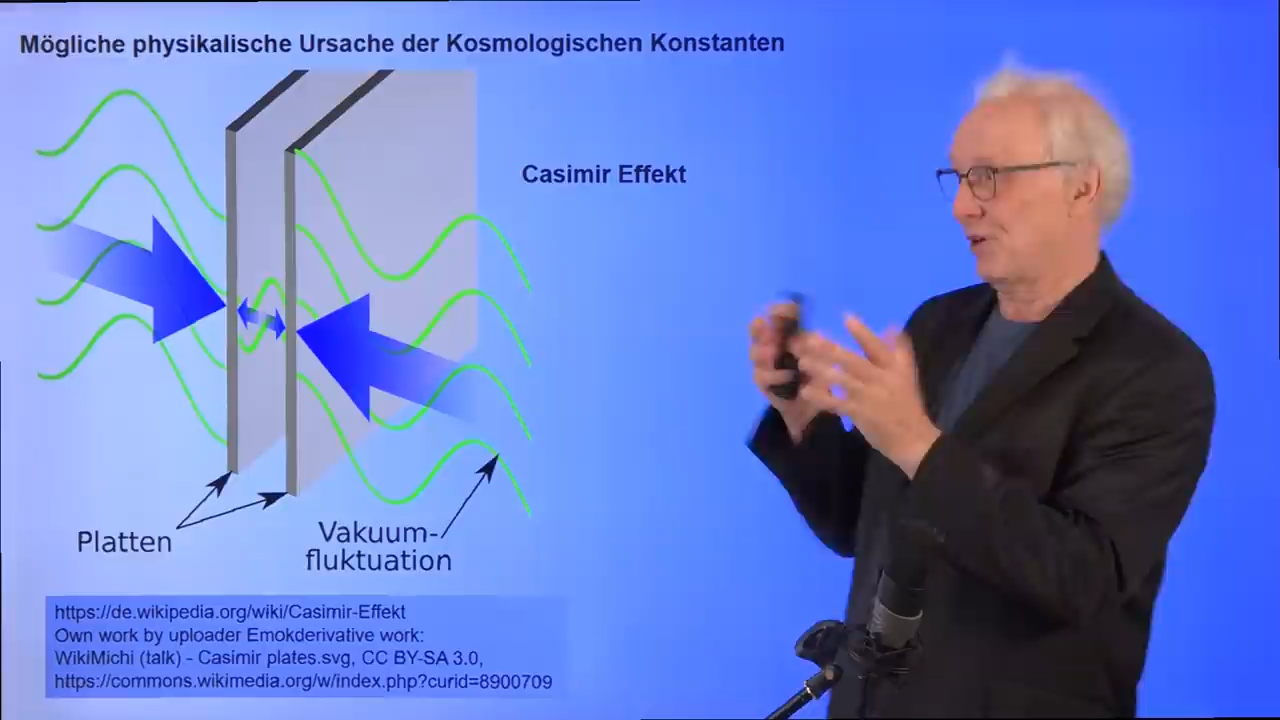 Mögliche physikalische Ursache der Kosmologischen Konstanten
Casimir Effekt
Platten
Vakuum-
fluktuation
https://de.wikipedia.org/wiki/Casimir-Effekt
Own work by uploader Emokderivative work:
WikiMichi (talk) - Casimir plates.svg, CC BY-SA 3.0,
https://commons.wikimedia.org/w/index.php?curid=8900709